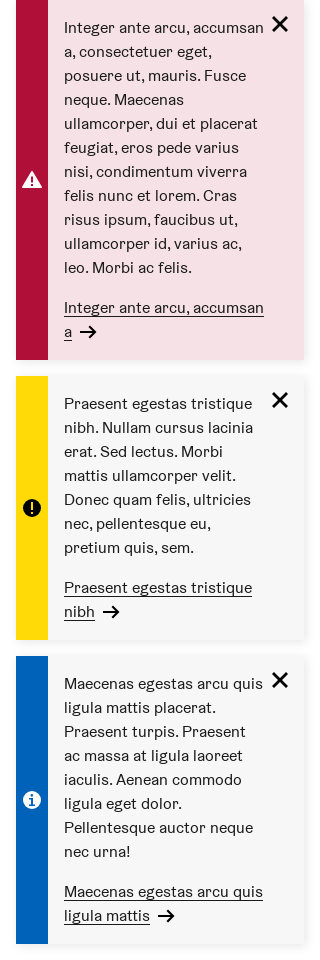 Integer ante arcu, accumsan
a, consectetuer eget,
posuere ut, mauris. Fusce
neque. Maecenas
ullamcorper, dui et placerat
feugiat, eros pede varius
nisi, condimentum viverra
felis nunc et lorem. Cras
risus ipsum, faucibus ut,
ullamcorper id, varius ac,
leo. Morbi ac felis.
Integer ante arcu, accumsan
a
Praesent egestas tristique
nibh. Nullam cursus lacinia
erat. Sed lectus. Morbi
mattis ullamcorper velit.
Donec quam felis, ultricies
nec, pellentesque eu,
pretium quis, sem.
Praesent egestas tristique
nibh
Maecenas egestas arcu quis
ligula mattis placerat.
Praesent turpis. Praesent
ac massa at ligula laoreet
iaculis. Aenean commodo
ligula eget dolor.
Pellentesque auctor neque
nec urna!
Maecenas egestas arcu quis
ligula mattis